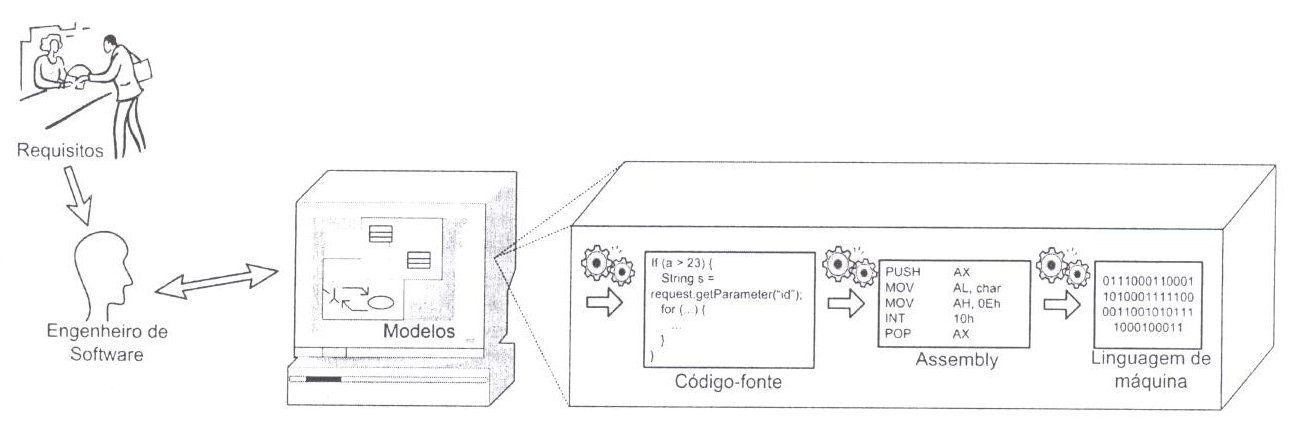 Requisitos
Engenheiro de
Software
Modelos
If (a > 23) {
String s =
request.getParameter("id");
for (...) {
...
}
}
Código-fonte
PUSH AX
MOV AL, char
MOV AH, 0Eh
INT 10h
POP AX
Assembly
0111000110001
1010001111100
0011001010111
1000100011
Linguagem de
máquina